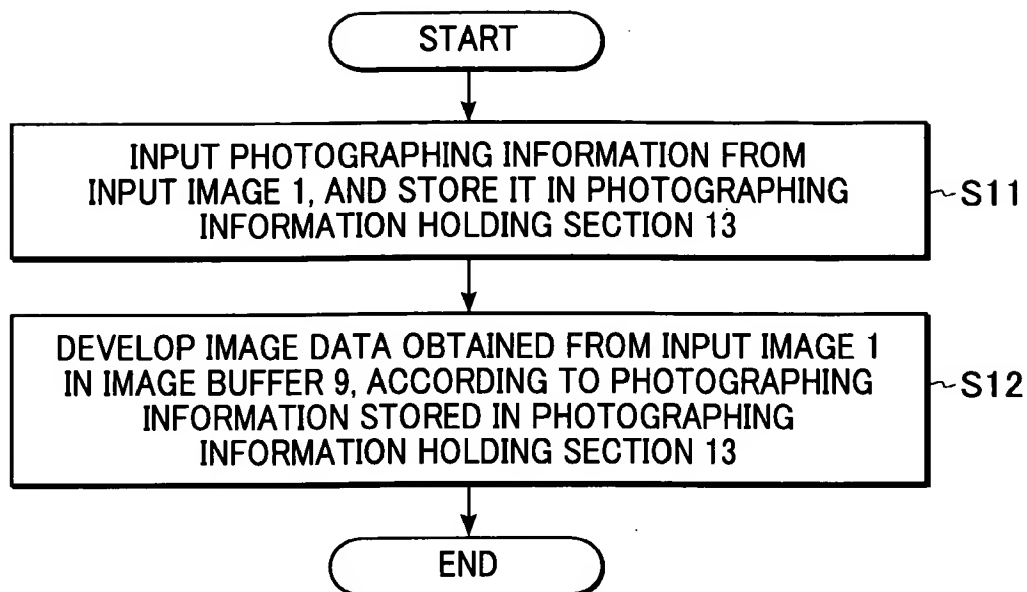 START
INPUT PHOTOGRAPHING INFORMATION FROM
INPUT IMAGE 1, AND STORE IT IN PHOTOGRAPHING
INFORMATION HOLDING SECTION 13
S11
DEVELOP IMAGE DATA OBTAINED FROM INPUT IMAGE 1
IN IMAGE BUFFER 9, ACCORDING TO PHOTOGRAPHING
INFORMATION STORED IN PHOTOGRAPHING
INFORMATION HOLDING SECTION 13
S12
END